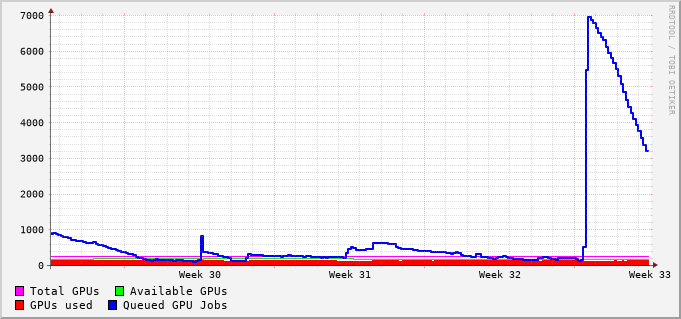 7000
6000
5000
4000
3000
2000
1000
0
Week 30 Week 31 Week 32 Week 33
Total GPUs Available GPUs
GPUs used Queued GPU Jobs
RRDTOOL / TOBI OETIKER